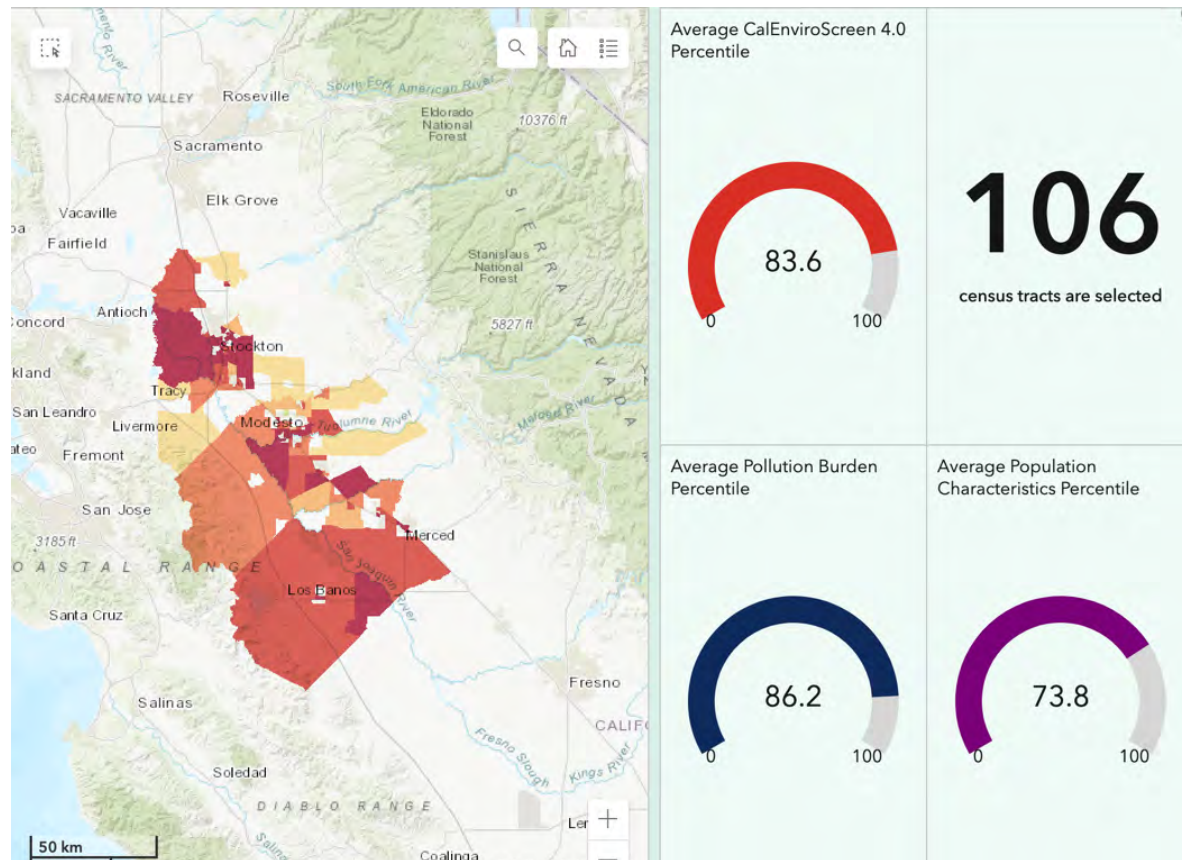 SACRAMENTO VALLEY
Roseville
South Fork American River
Eldorado
National
Forest
10376 ft
Sacramento
Elk Grove
Vacaville
Fairfield
SIERRA NEVADA
Stanislaus
National
Forest
Antioch
Concord
5827 ft
Stockton
Tracy
San Leandro
Livermore
Modesto
Tuolumne River
Merced River
Fremont
San Jose
3185 ft
COASTAL RANGE
Merced
San Joaquin
River
Los Banos
Santa Cruz
Fresno
Salinas
Fresno Slough
Kings River
Soledad
DIABLO RANGE
50 km
Coalinga
+
Average CalEnviroScreen 4.0
Percentile
83.6
0
100
106
census tracts are selected
Average Pollution Burden
Percentile
86.2
0
100
Average Population
Characteristics Percentile
73.8
0
100